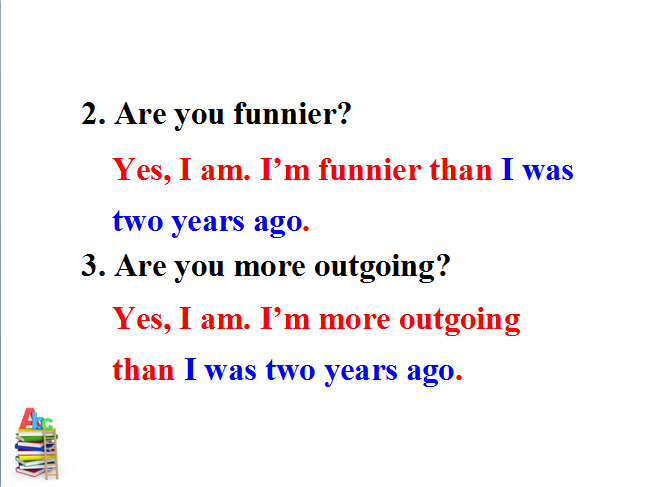 2. Are you funnier?
Yes, I am. I’m funnier than I was
two years ago.
3. Are you more outgoing?
Yes, I am. I’m more outgoing
than I was two years ago.
Abc